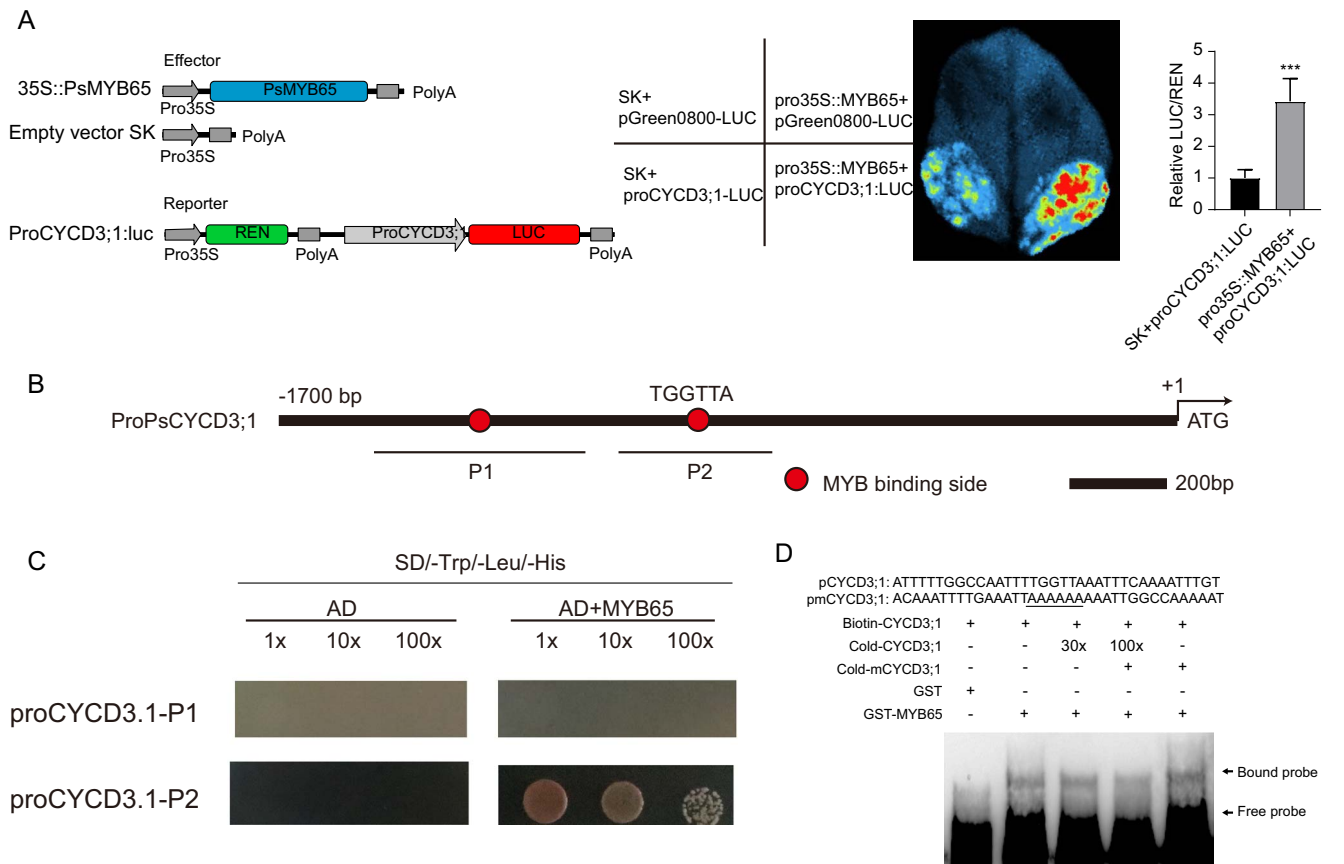 A
Effector
35S::PsMYB65
PsMYB65
Pro35S
PolyA
Empty vector SK
Pro35S
PolyA
Reporter
ProCYCD3;1:luc
REN
ProCYCD3;1
LUC
Pro35S
PolyA
PolyA
SK+
pGreen0800-LUC
pro35S::MYB65+
pGreen0800-LUC
SK+
proCYCD3;1-LUC
pro35S::MYB65+
proCYCD3;1:LUC
Relative LUC/REN
5
4
3
2
1
0
***
SK+proCYCD3;1:LUC
pro35S::MYB65+
proCYCD3;1:LUC
B
-1700 bp
TGGTTA
+1
ProPsCYCD3;1
ATG
P1
P2
MYB binding side
200bp
C
SD/-Trp/-Leu/-His
AD
AD+MYB65
1x 10x 100x
1x 10x 100x
proCYCD3.1-P1
proCYCD3.1-P2
D
pCYCD3;1: ATTTTTGGCCAATTTTGGTTAAATTTCAAAATTTGT
pmCYCD3;1: ACAAATTTTGAAATTAAAAAAAAATTGGCCAAAAAT
Biotin-CYCD3;1 + + + + +
Cold-CYCD3;1 - - 30x 100x -
Cold-mCYCD3;1 - - - + +
GST + - - - -
GST-MYB65 - + + + +
Bound probe
Free probe